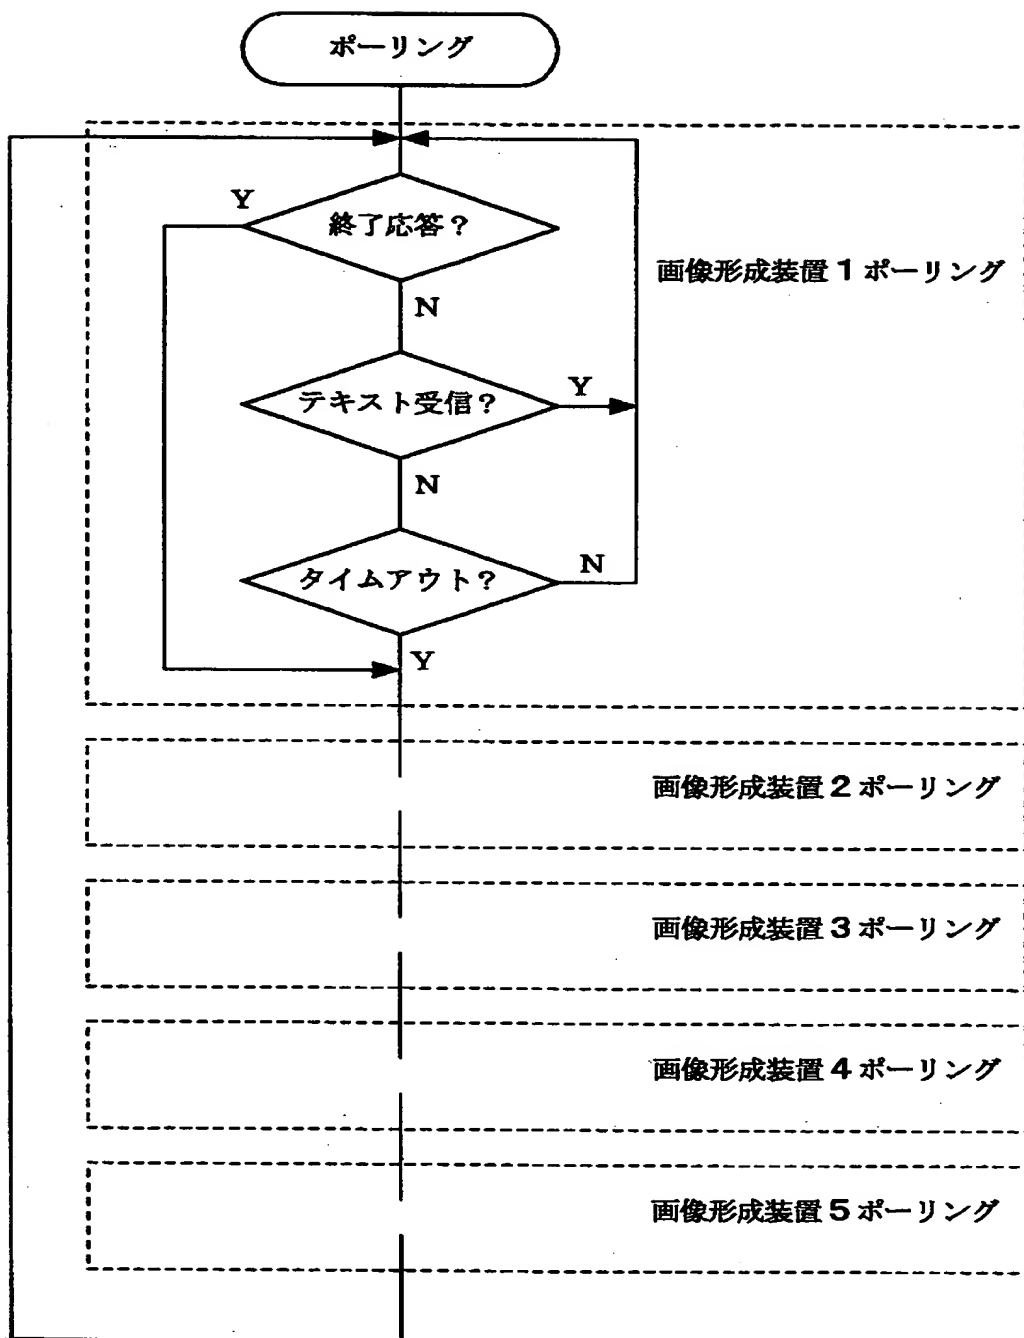 ポーリング
Y
終了応答?
画像形成装置1ポーリング
N
テキスト受信?
Y
N
タイムアウト?
N
Y
画像形成装置2ポーリング
画像形成装置3ポーリング
画像形成装置4ポーリング
画像形成装置5ポーリング